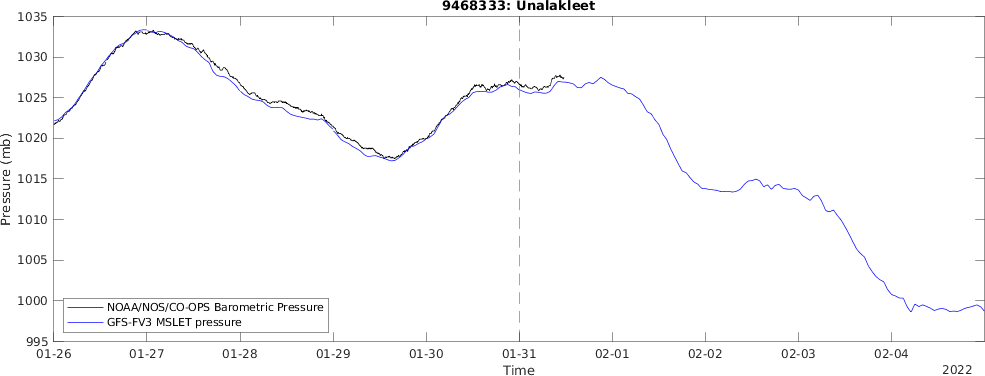 9468333: Unalakleet
1035
1030
1025
1020
1015
1010
1005
1000
995
Pressure (mb)
NOAA/NOS/CO-OPS Barometric Pressure
GFS-FV3 MSLET pressure
01-26 01-27 01-28 01-29 01-30 01-31 02-01 02-02 02-03 02-04
Time
2022